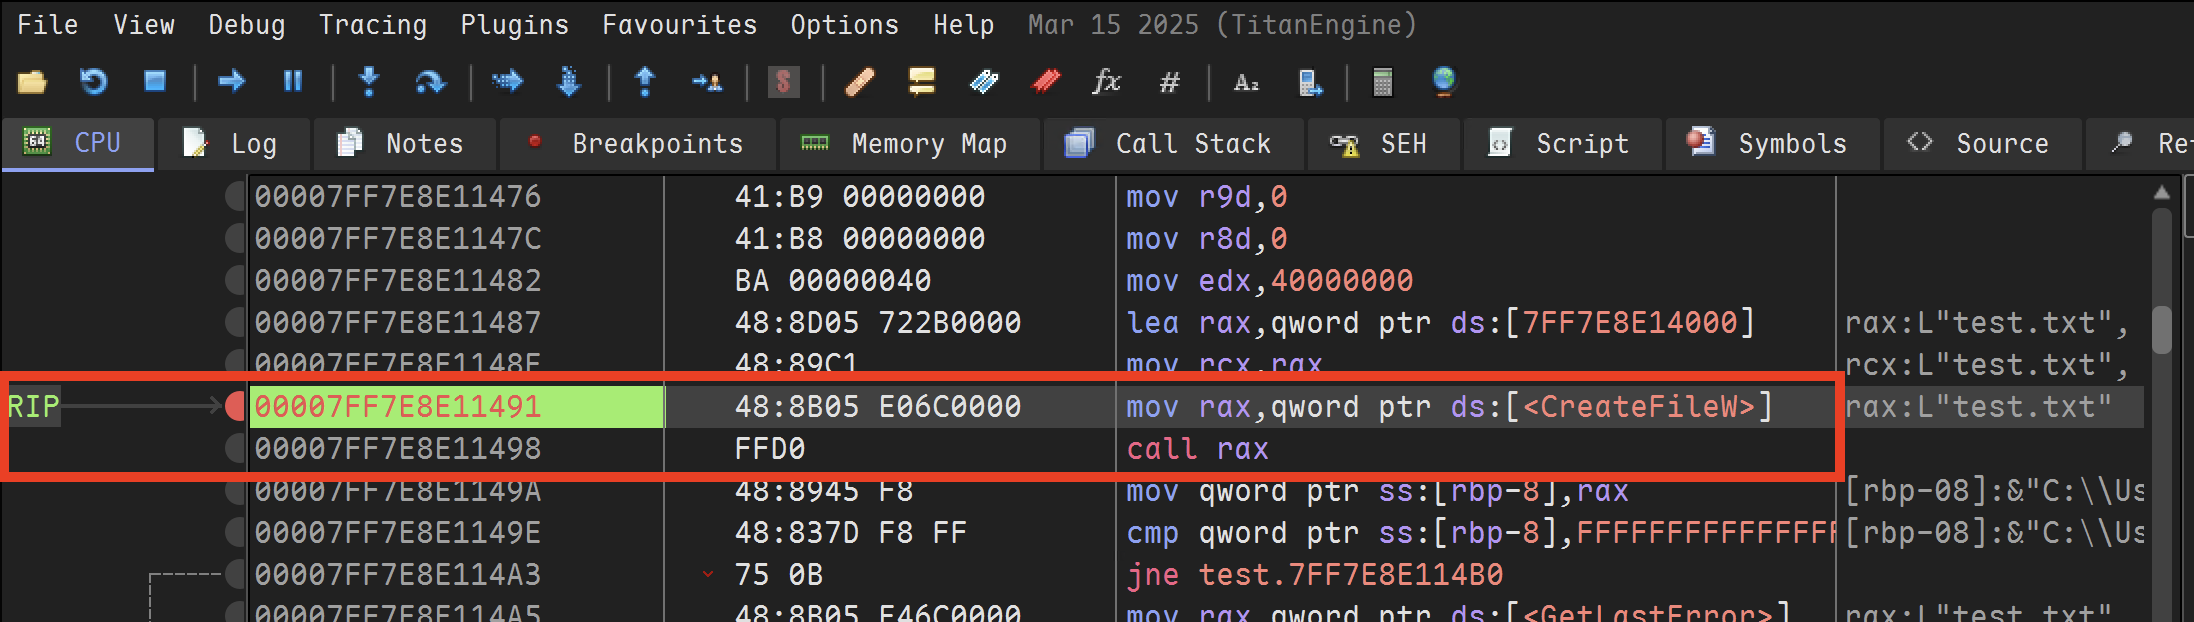 File View Debug Tracing Plugins Favourites Options Help Mar 15 2025 (TitanEngine)
CPU Log Notes Breakpoints Memory Map Call Stack SEH Script Symbols Source
00007FF7E8E11476 41:B9 00000000 mov r9d,0
00007FF7E8E1147C 41:B8 00000000 mov r8d,0
00007FF7E8E11482 BA 00000040 mov edx,40000000
00007FF7E8E11487 48:8D05 722B0000 lea rax,qword ptr ds:[7FF7E8E14000] rax:L"test.txt",
00007FF7E8E1148E 48:89C1 mov rcx,rax rcx:L"test.txt",
RIP 00007FF7E8E11491 48:8B05 E06C0000 mov rax,qword ptr ds:[<CreateFileW>] rax:L"test.txt"
00007FF7E8E11498 FFD0 call rax
00007FF7E8E1149A 48:8945 F8 mov qword ptr ss:[rbp-8],rax [rbp-08]:&"C:\\Us
00007FF7E8E1149E 48:837D F8 FF cmp qword ptr ss:[rbp-8],FFFFFFFFFFFFFFF [rbp-08]:&"C:\\Us
00007FF7E8E114A3 75 0B jne test.7FF7E8E114B0
00007FF7E8E114A5 48:8B05 E46C0000 mov rax,qword ptr ds:[<GetLastError>] rax:L"test.txt"